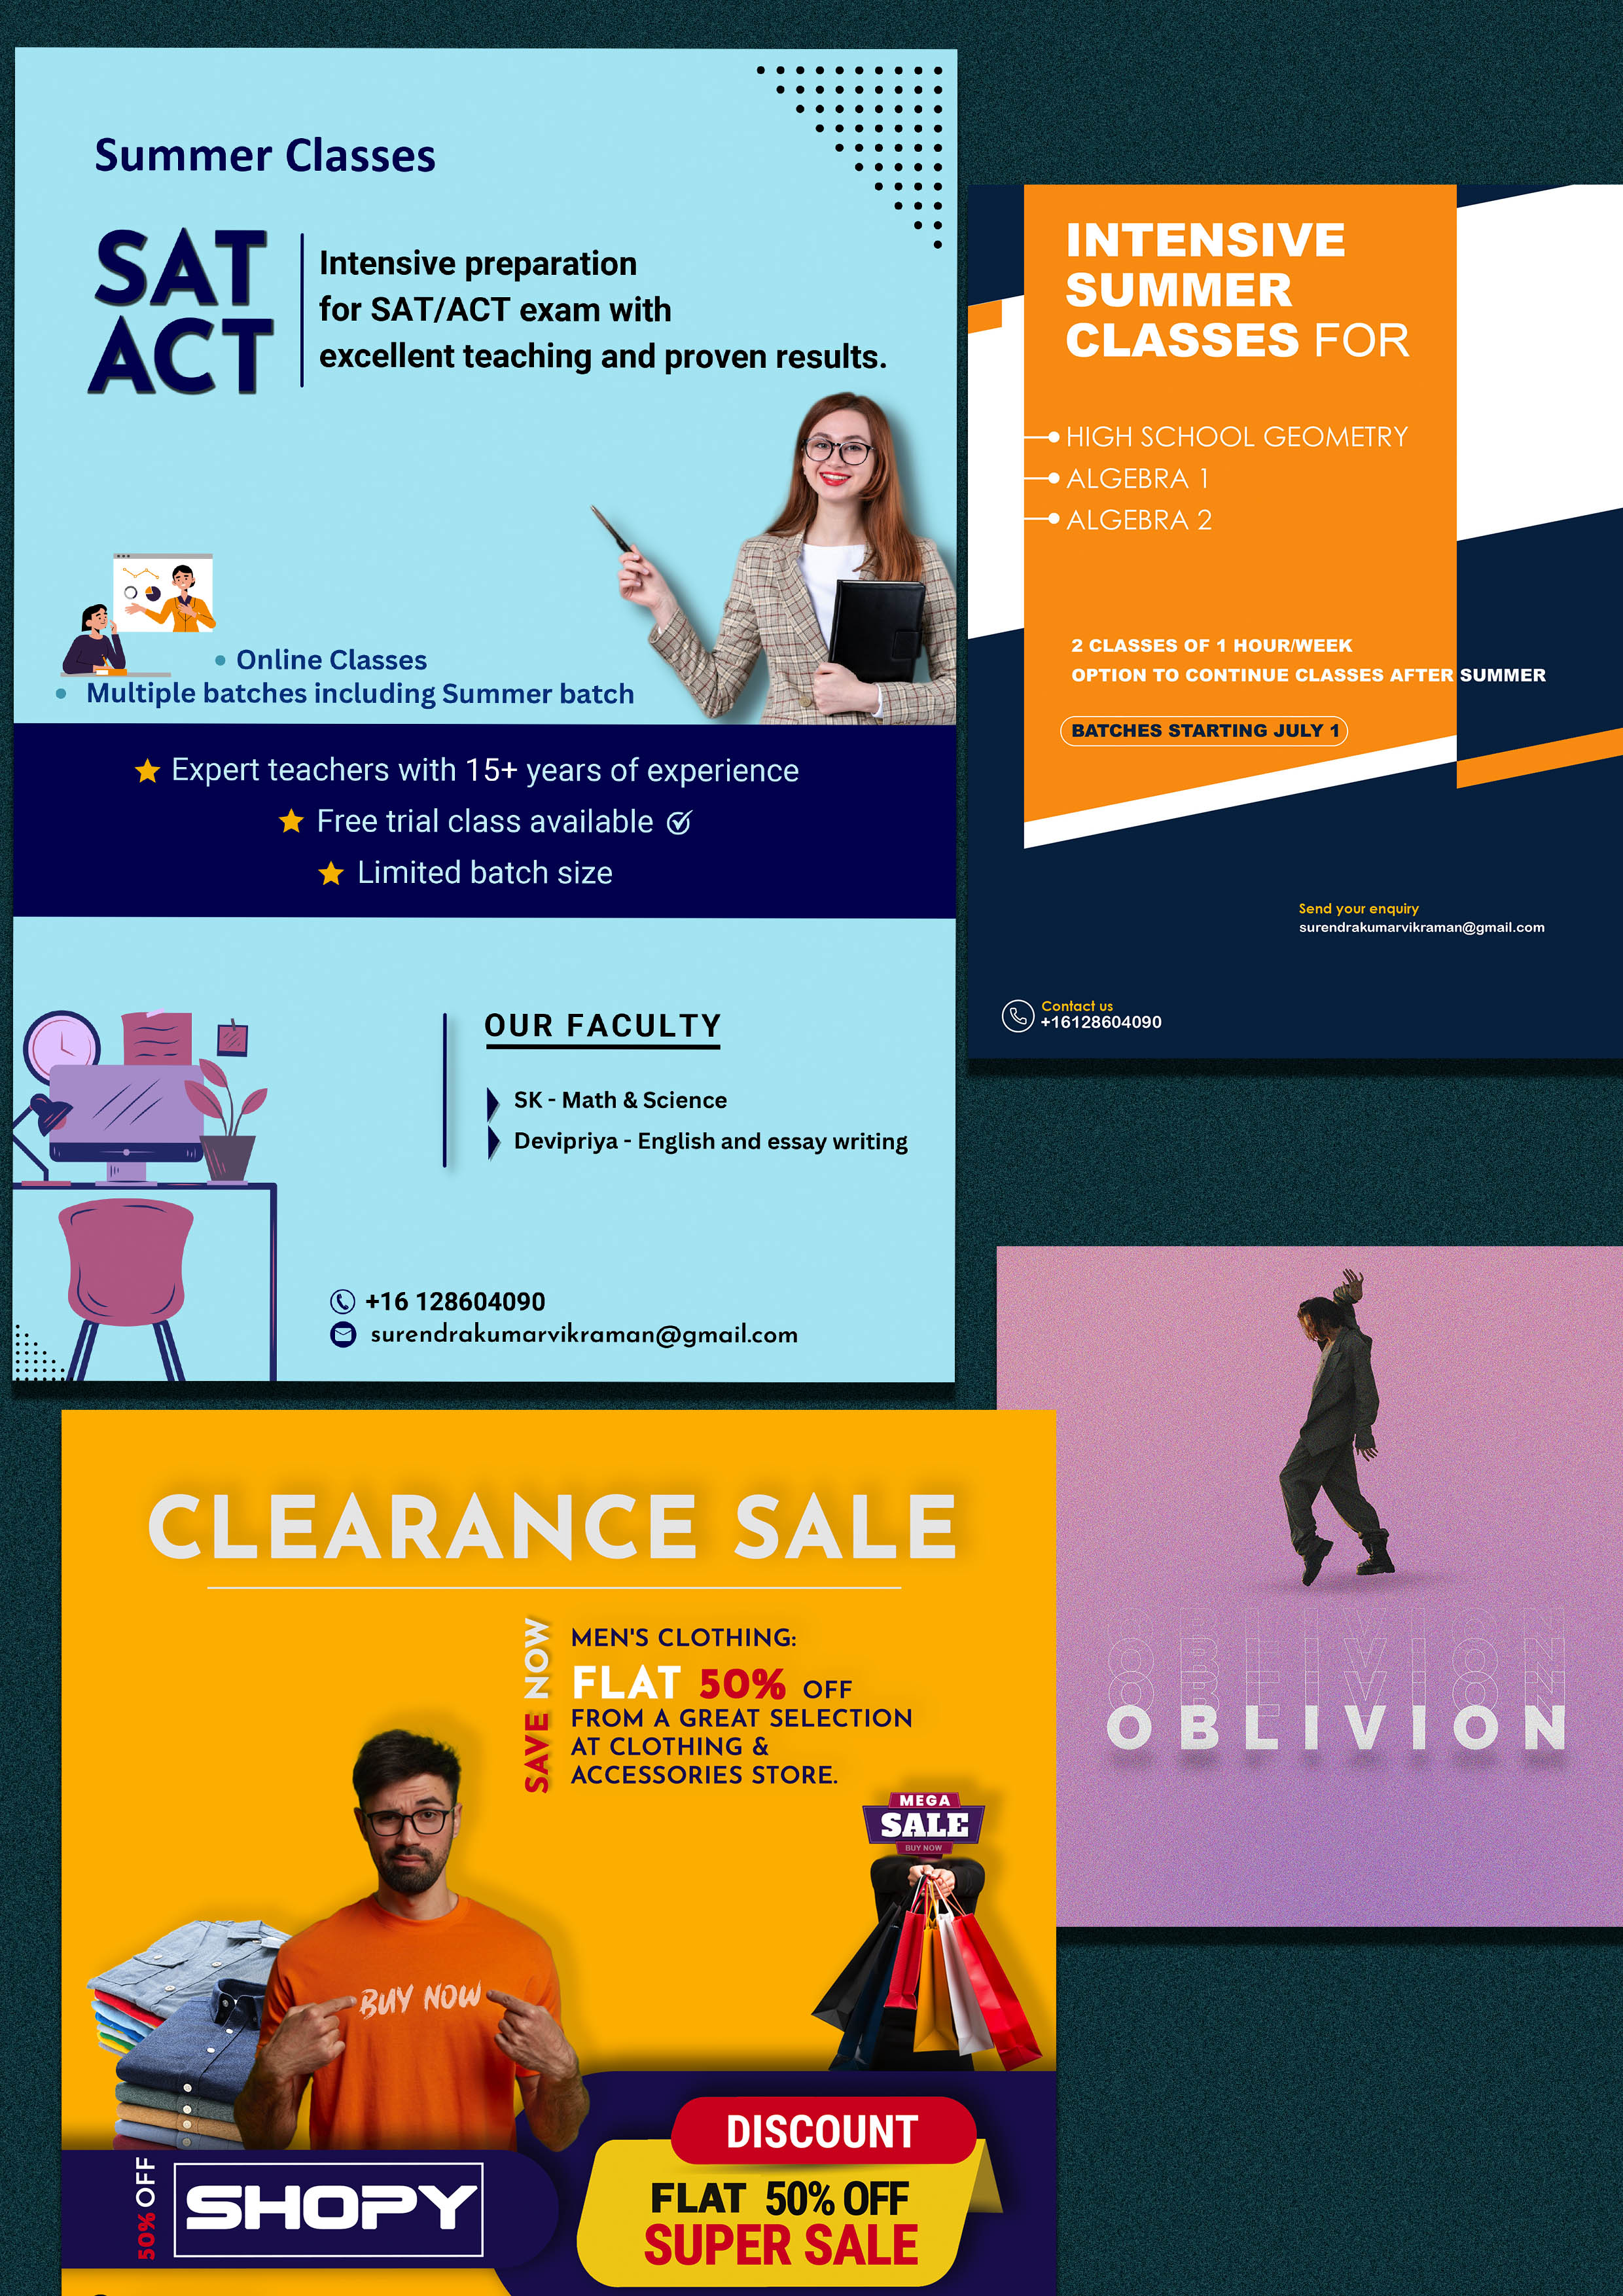 Summer Classes
SAT
ACT
Intensive preparation
for SAT/ACT exam with
excellent teaching and proven results.
• Online Classes
• Multiple batches including Summer batch
Expert teachers with 15+ years of experience
Free trial class available
Limited batch size
OUR FACULTY
SK - Math & Science
Devipriya - English and essay writing
+16 128604090
surendrakumarvikraman@gmail.com
INTENSIVE
SUMMER
CLASSES FOR
HIGH SCHOOL GEOMETRY
ALGEBRA 1
ALGEBRA 2
2 CLASSES OF 1 HOUR/WEEK
OPTION TO CONTINUE CLASSES AFTER SUMMER
BATCHES STARTING JULY 1
Send your enquiry
surendrakumarvikraman@gmail.com
Contact us
+16128604090
OBLIVION
OBLIVION
OBLIVION
OBLIVION
CLEARANCE SALE
SAVE NOW
MEN'S CLOTHING:
FLAT 50% OFF
FROM A GREAT SELECTION
AT CLOTHING &
ACCESSORIES STORE.
MEGA
SALE
BUY NOW
BUY NOW
50% OFF
SHOPY
DISCOUNT
FLAT 50% OFF
SUPER SALE